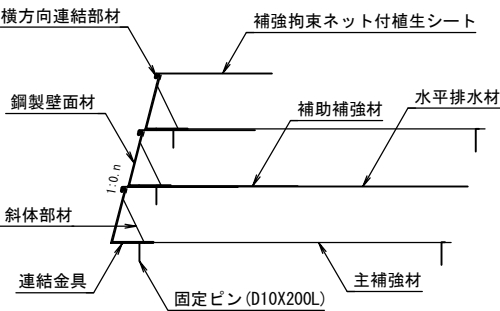 横方向連結部材
補強拘束ネット付植生シート
鋼製壁面材
補助補強材
水平排水材
1:0.n
斜体部材
連結金具
固定ピン(D10X200L)
主補強材